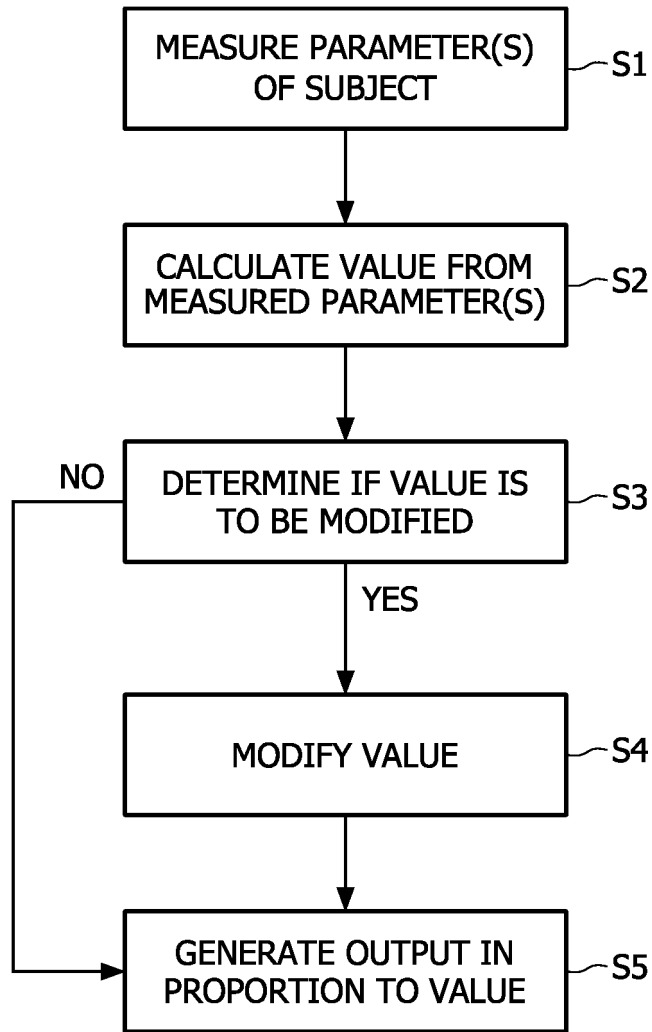 MEASURE PARAMETER(S)
OF SUBJECT
S1
CALCULATE VALUE FROM
MEASURED PARAMETER(S)
S2
NO
DETERMINE IF VALUE IS
TO BE MODIFIED
S3
YES
MODIFY VALUE
S4
GENERATE OUTPUT IN
PROPORTION TO VALUE
S5